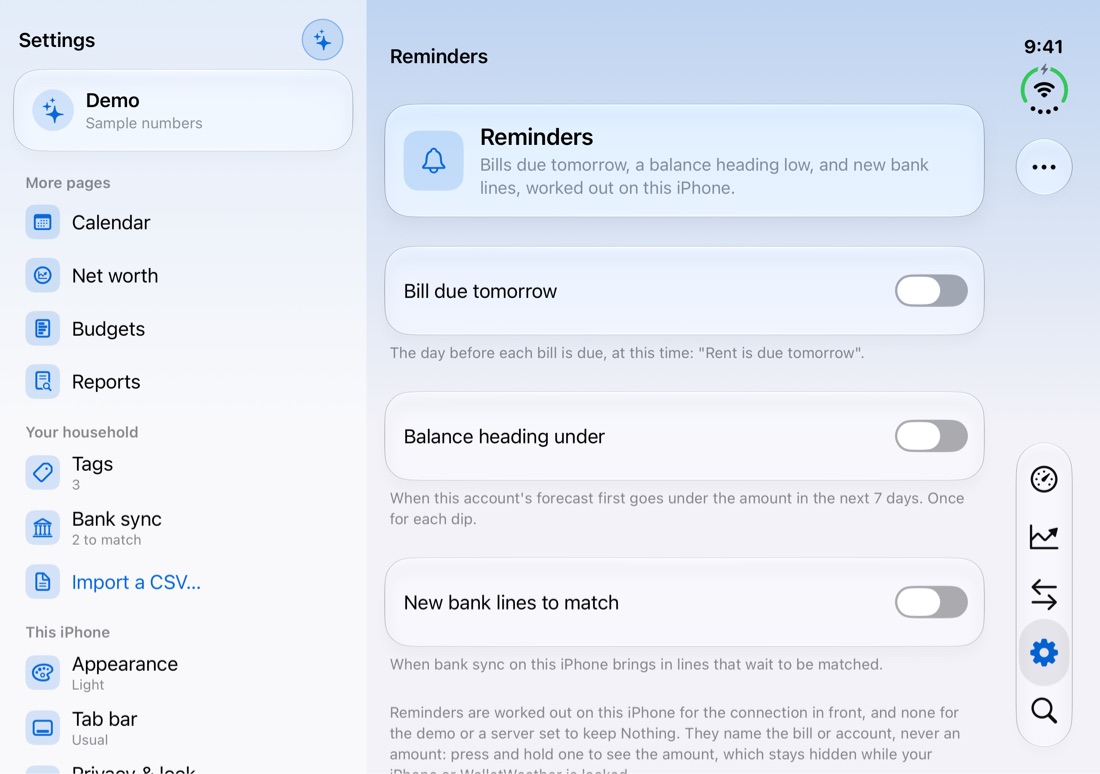 Settings
Demo
Sample numbers
More pages
Calendar
Net worth
Budgets
Reports
Your household
Tags
3
Bank sync
2 to match
Import a CSV...
This iPhone
Appearance
Light
Tab bar
Usual
Privacy & lock
Reminders
Reminders
Bills due tomorrow, a balance heading low, and new bank
lines, worked out on this iPhone.
Bill due tomorrow
The day before each bill is due, at this time: "Rent is due tomorrow".
Balance heading under
When this account's forecast first goes under the amount in the next 7 days. Once
for each dip.
New bank lines to match
When bank sync on this iPhone brings in lines that wait to be matched.
Reminders are worked out on this iPhone for the connection in front, and none for
the demo or a server set to keep Nothing. They name the bill or account, never an
amount: press and hold one to see the amount, which stays hidden while your
iPhone or WalletWeather is locked.
9:41